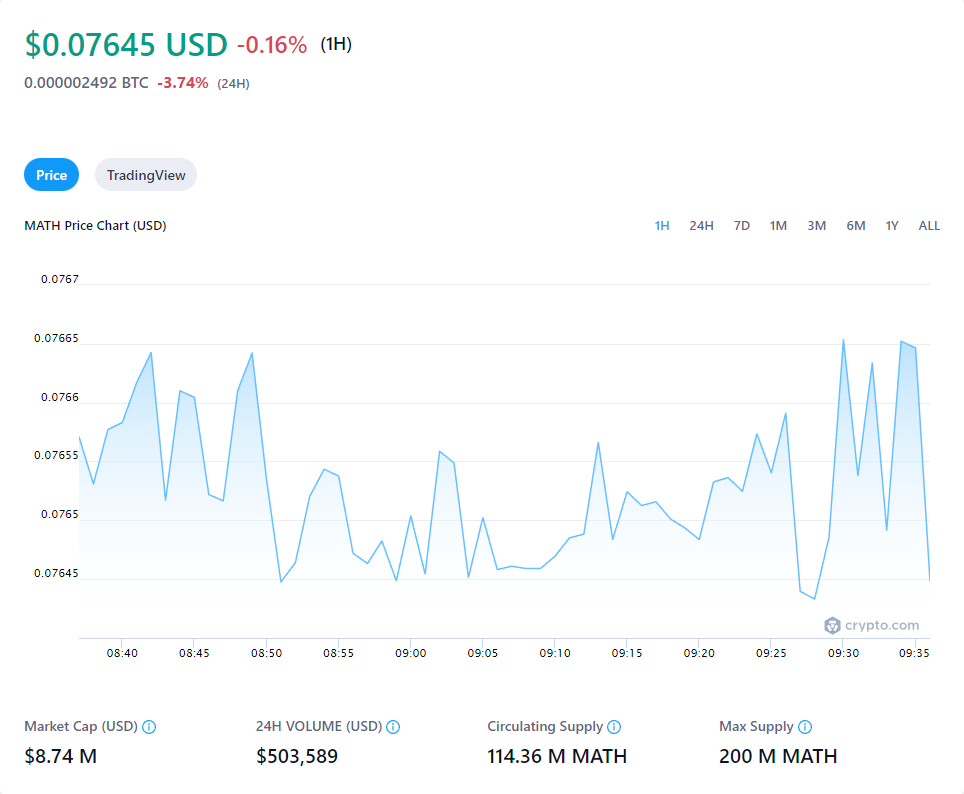 $0.07645 USD -0.16% (1H)
0.000002492 BTC -3.74% (24H)
Price TradingView
MATH Price Chart (USD) 1H 24H 7D 1M 3M 6M 1Y ALL
0.0767
0.07665
0.0766
0.07655
0.0765
0.07645
crypto.com
08:40 08:45 08:50 08:55 09:00 09:05 09:10 09:15 09:20 09:25 09:30 09:35
Market Cap (USD) 24H VOLUME (USD) Circulating Supply Max Supply
$8.74 M $503,589 114.36 M MATH 200 M MATH